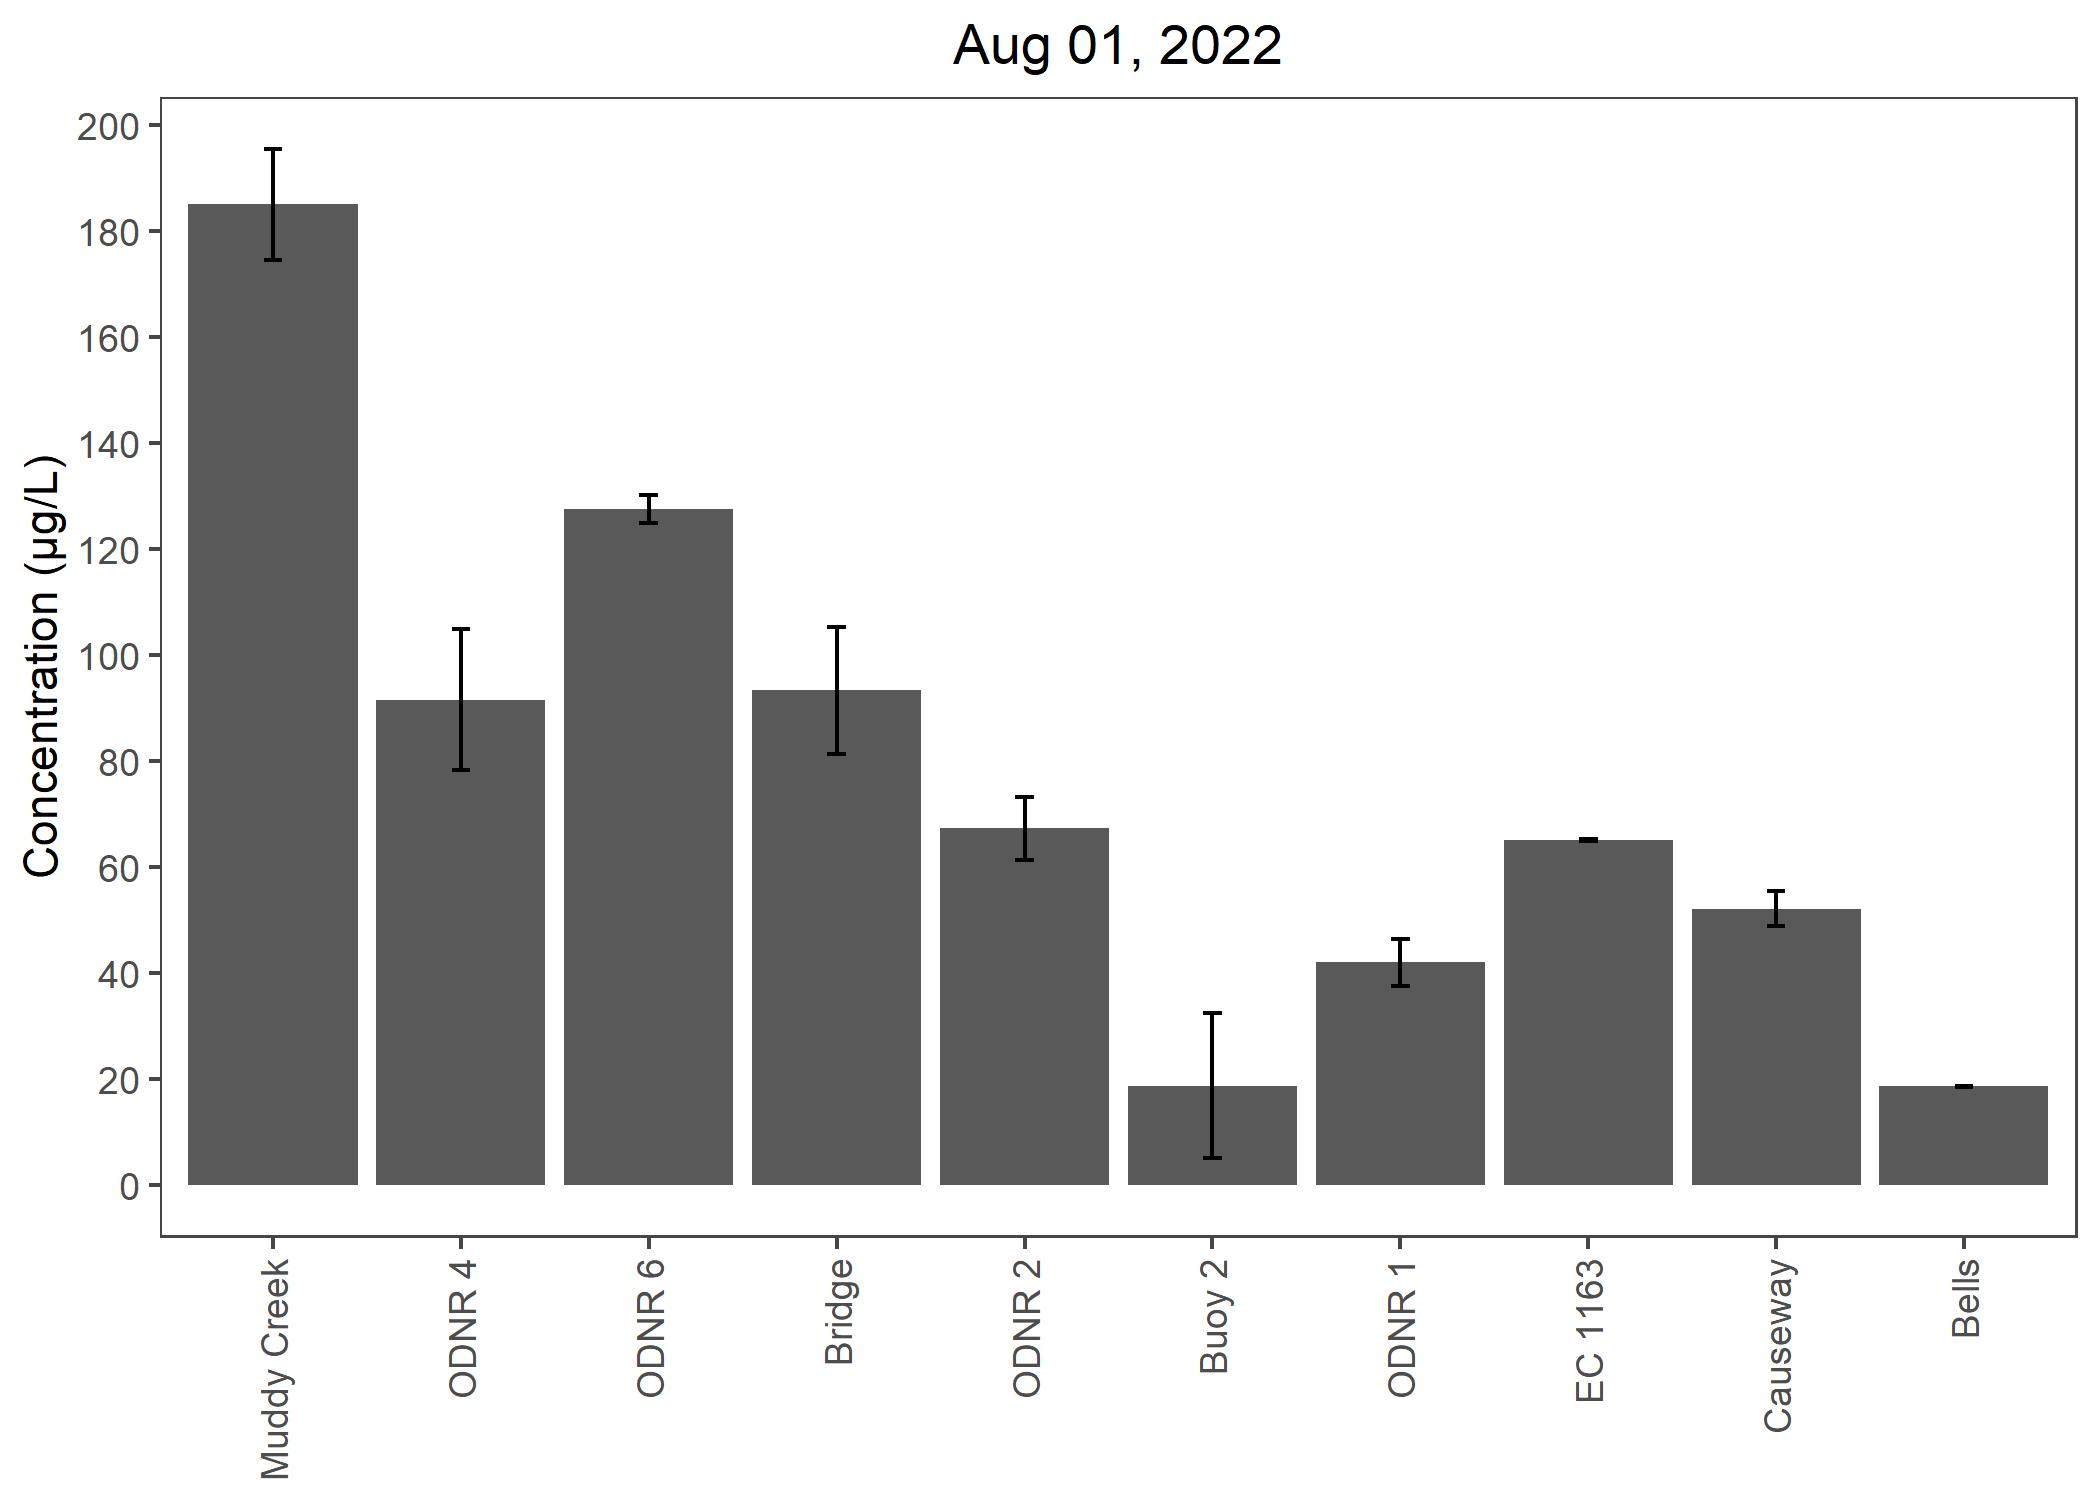 Aug 01, 2022
Concentration (µg/L)
200
180
160
140
120
100
80
60
40
20
0
Muddy Creek
ODNR 4
ODNR 6
Bridge
ODNR 2
Buoy 2
ODNR 1
EC 1163
Causeway
Bells